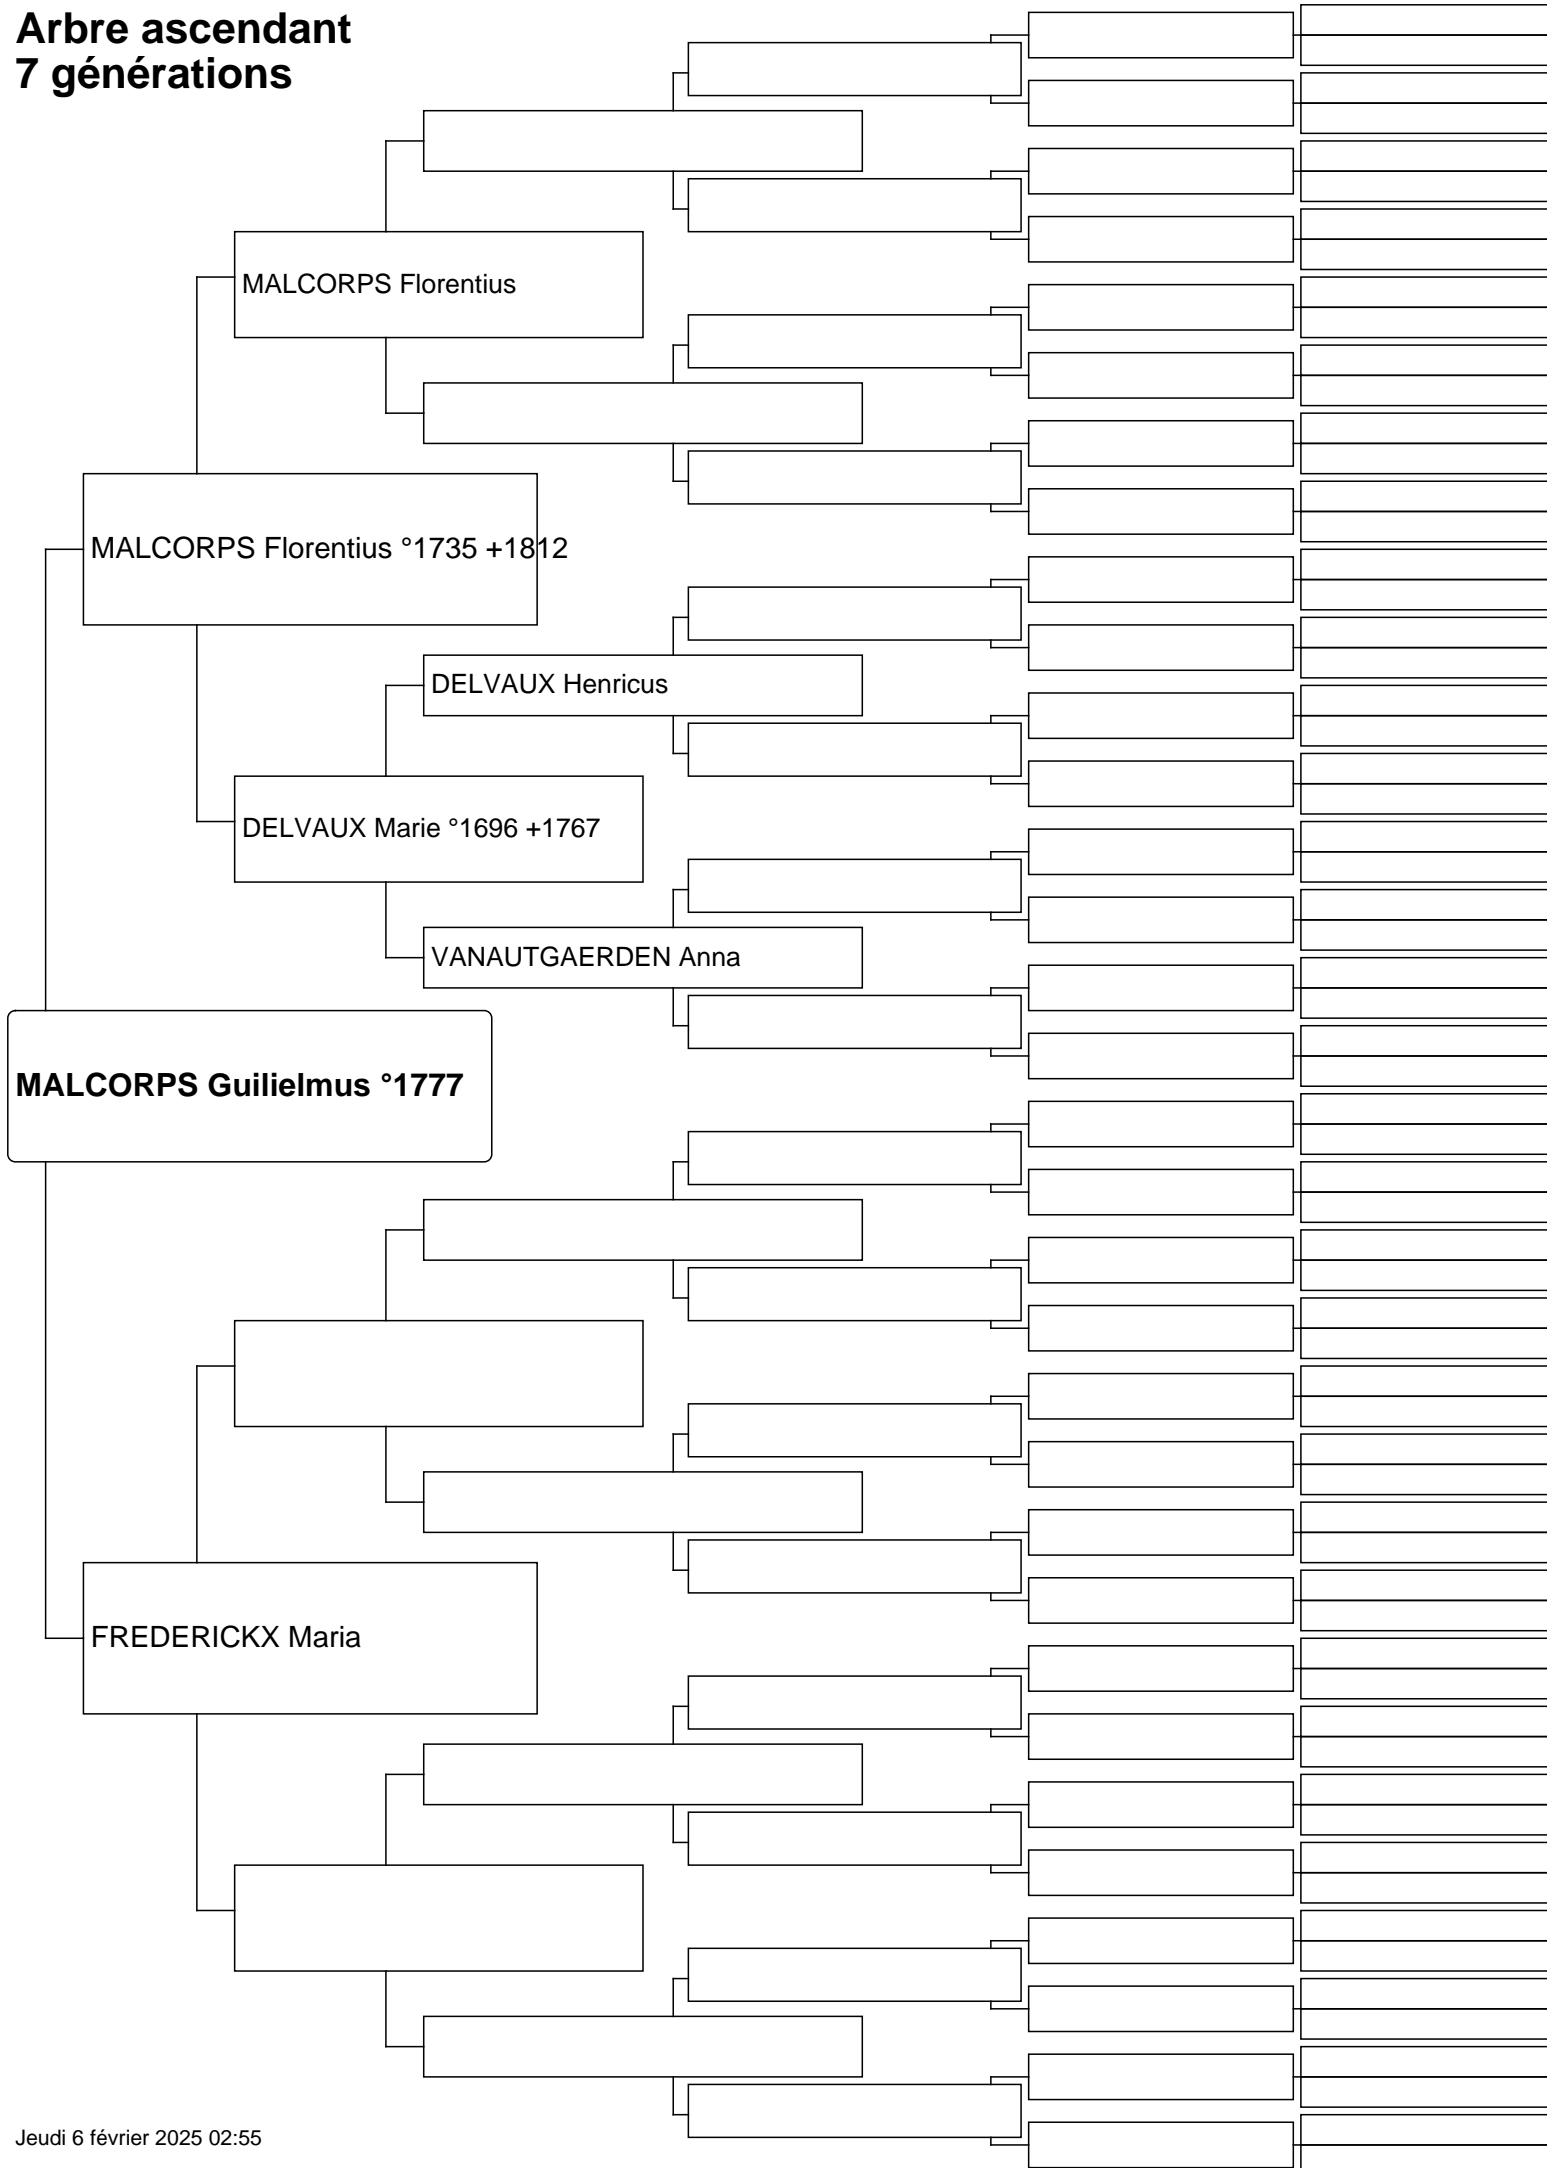 Arbre ascendant
7 générations
MALCORPS Florentius
MALCORPS Florentius °1735 +1812
DELVAUX Henricus
DELVAUX Marie °1696 +1767
VANAUTGAERDEN Anna
MALCORPS Guilielmus °1777
FREDERICKX Maria
Jeudi 6 février 2025 02:55